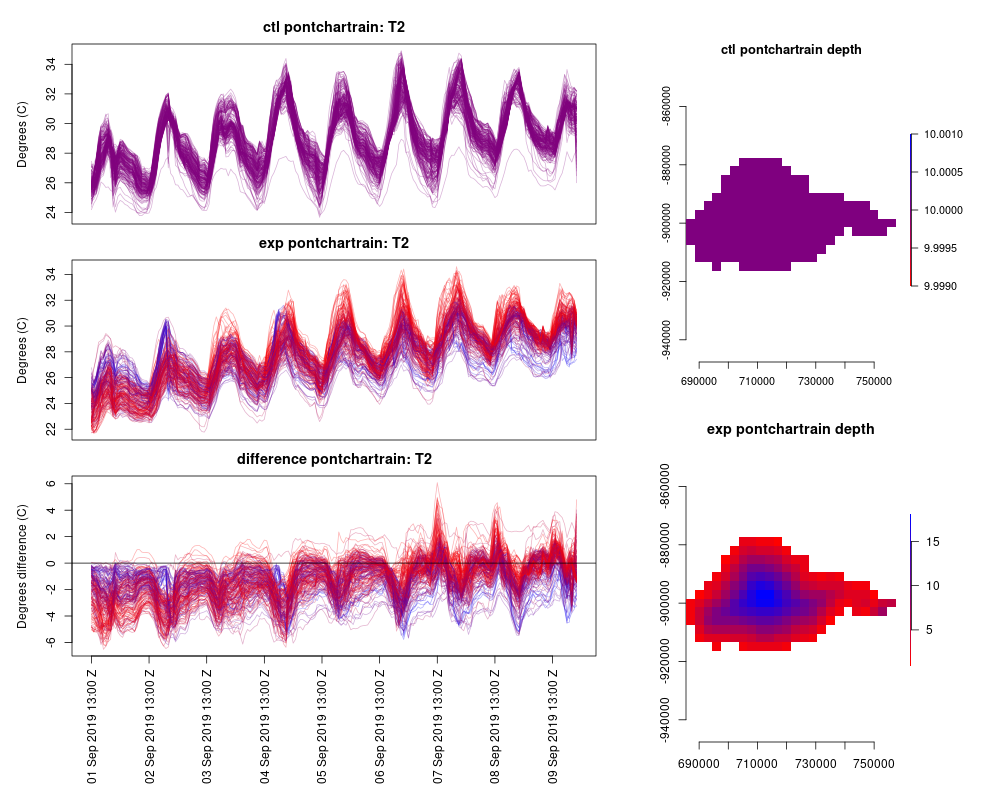 ctl pontchartrain: T2
Degrees (C)
34
32
30
28
26
24
exp pontchartrain: T2
Degrees (C)
34
32
30
28
26
24
22
difference pontchartrain: T2
Degrees difference (C)
6
4
2
0
-2
-4
-6
01 Sep 2019 13:00 Z
02 Sep 2019 13:00 Z
03 Sep 2019 13:00 Z
04 Sep 2019 13:00 Z
05 Sep 2019 13:00 Z
06 Sep 2019 13:00 Z
07 Sep 2019 13:00 Z
08 Sep 2019 13:00 Z
09 Sep 2019 13:00 Z
ctl pontchartrain depth
-860000
-880000
-900000
-920000
-940000
690000 710000 730000 750000
10.0010
10.0005
10.0000
9.9995
9.9990
exp pontchartrain depth
-860000
-880000
-900000
-920000
-940000
690000 710000 730000 750000
15
10
5